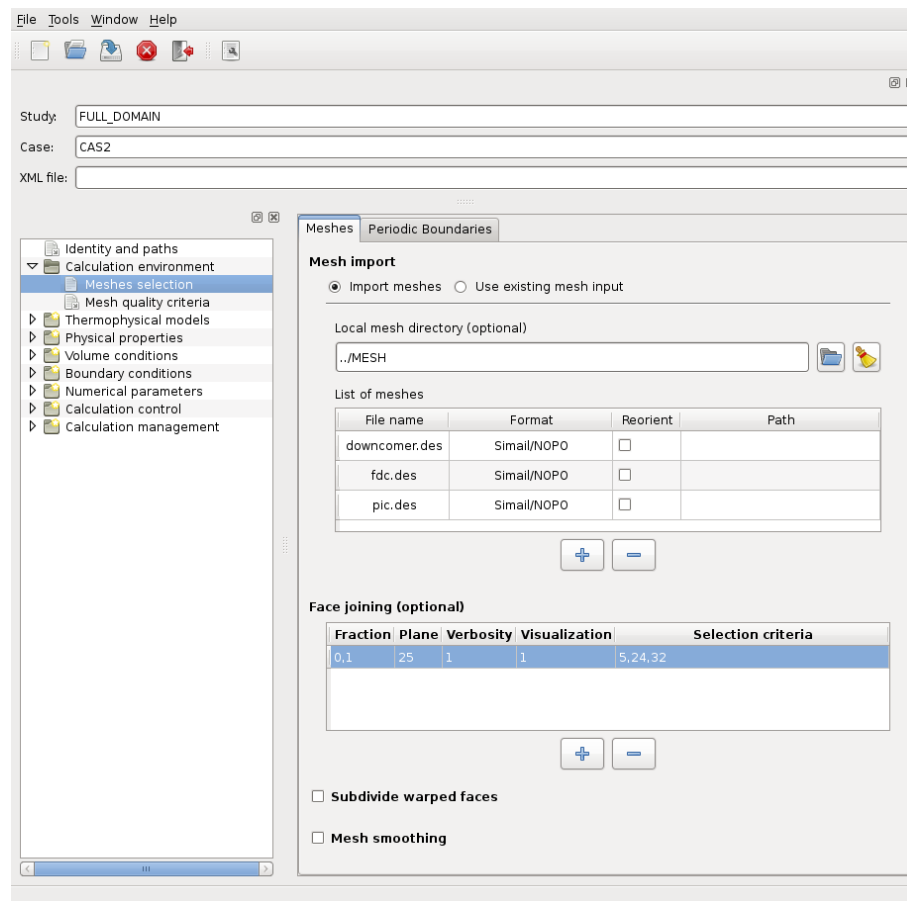 File Tools Window Help
Study: FULL_DOMAIN
Case: CAS2
XML file:
Identity and paths
Calculation environment
Meshes selection
Mesh quality criteria
Thermophysical models
Physical properties
Volume conditions
Boundary conditions
Numerical parameters
Calculation control
Calculation management
Meshes Periodic Boundaries
Mesh import
Import meshes Use existing mesh input
Local mesh directory (optional)
../MESH
List of meshes
File name Format Reorient Path
downcomer.des Simail/NOPO
fdc.des Simail/NOPO
pic.des Simail/NOPO
Face joining (optional)
Fraction Plane Verbosity Visualization Selection criteria
0,1 25 1 1 5,24,32
Subdivide warped faces
Mesh smoothing